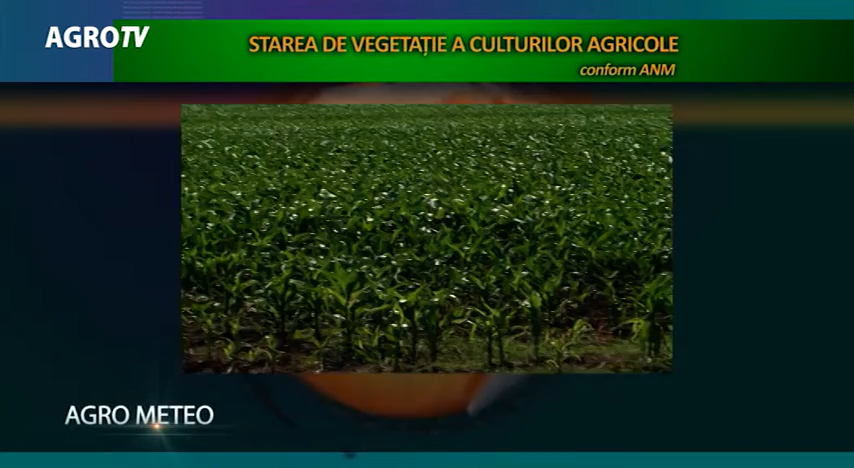 AGROTV
STAREA DE VEGETAȚIE A CULTURILOR AGRICOLE
conform ANM
AGRO METEO